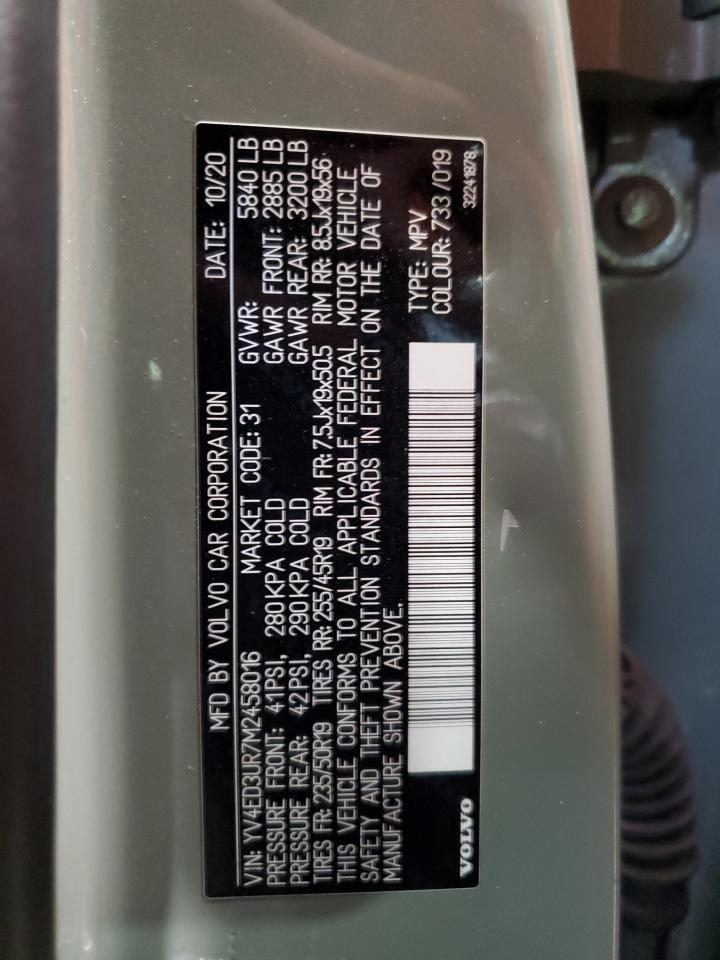 MFD BY VOLVO CAR CORPORATION DATE: 10/20
VIN: YV4ED3UR7M2458016 MARKET CODE: 31 GVWR: 5840 LB
PRESSURE FRONT: 41PSI, 280KPA COLD GAWR FRONT: 2885 LB
PRESSURE REAR: 42PSI, 290KPA COLD GAWR REAR: 3200 LB
TIRES FR: 235/50R19 TIRES RR: 255/45R19 RIM FR: 7.5Jx19x50.5 RIM RR: 8.5Jx19x56
THIS VEHICLE CONFORMS TO ALL APPLICABLE FEDERAL MOTOR VEHICLE
SAFETY AND THEFT PREVENTION STANDARDS IN EFFECT ON THE DATE OF
MANUFACTURE SHOWN ABOVE.
TYPE: MPV
COLOUR: 733 /019
VOLVO
32241878